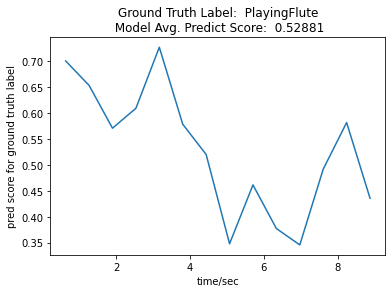 Ground Truth Label:  PlayingFlute
Model Avg. Predict Score:  0.52881
pred score for ground truth label
0.70
0.65
0.60
0.55
0.50
0.45
0.40
0.35
2 4 6 8
time/sec